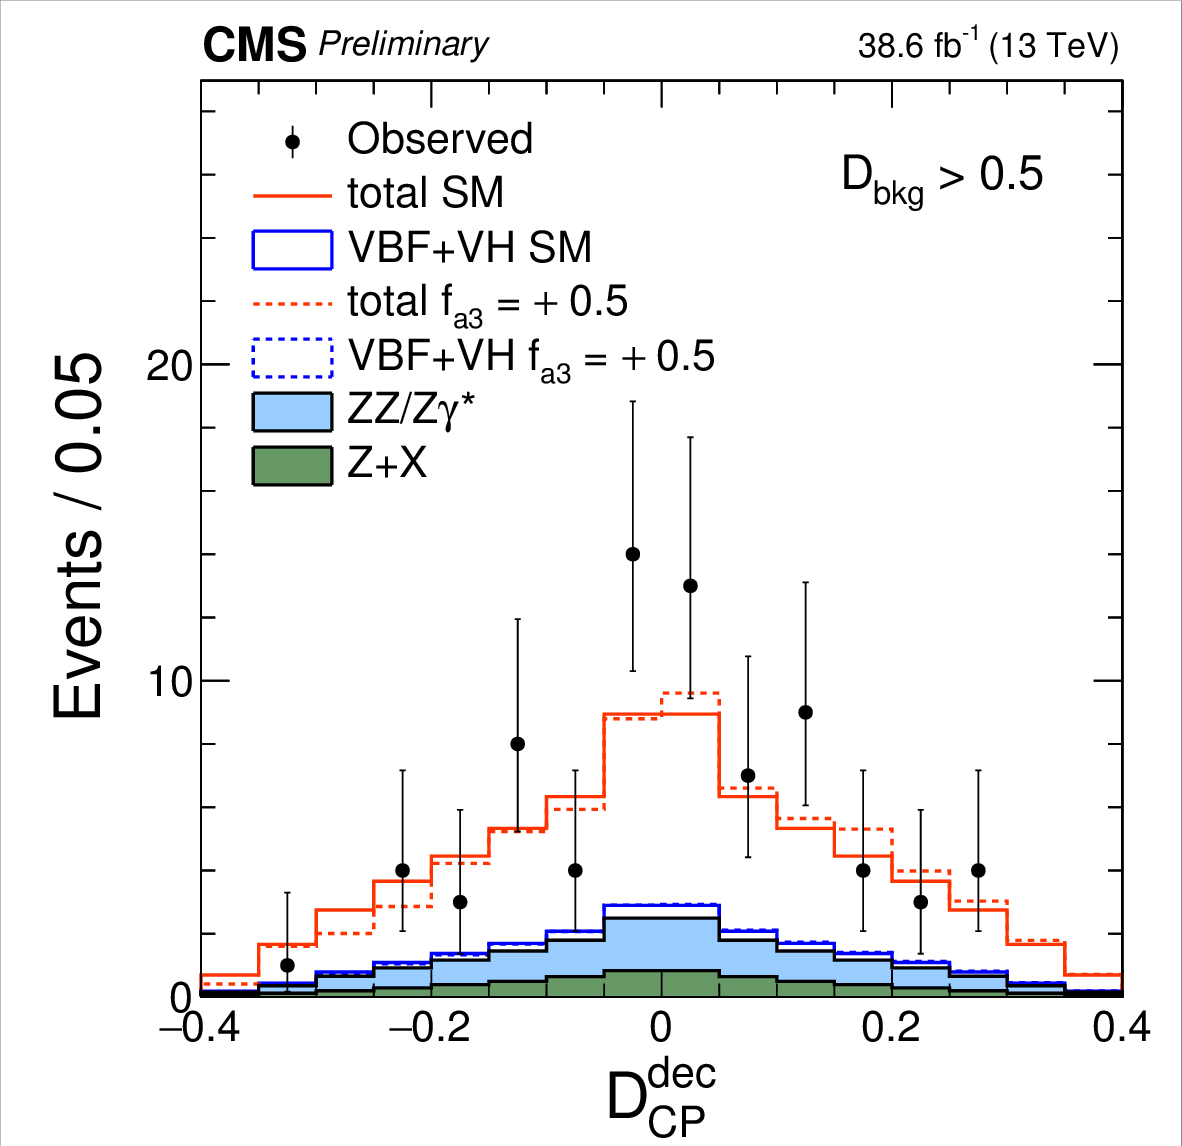 CMS Preliminary 38.6 fb-1 (13 TeV)
Observed
total SM
VBF+VH SM
total fa3 = + 0.5
VBF+VH fa3 = + 0.5
ZZ/Zγ*
Z+X
Dbkg > 0.5
Events / 0.05
20
10
0
−0.4 −0.2 0 0.2 0.4
DdecCP